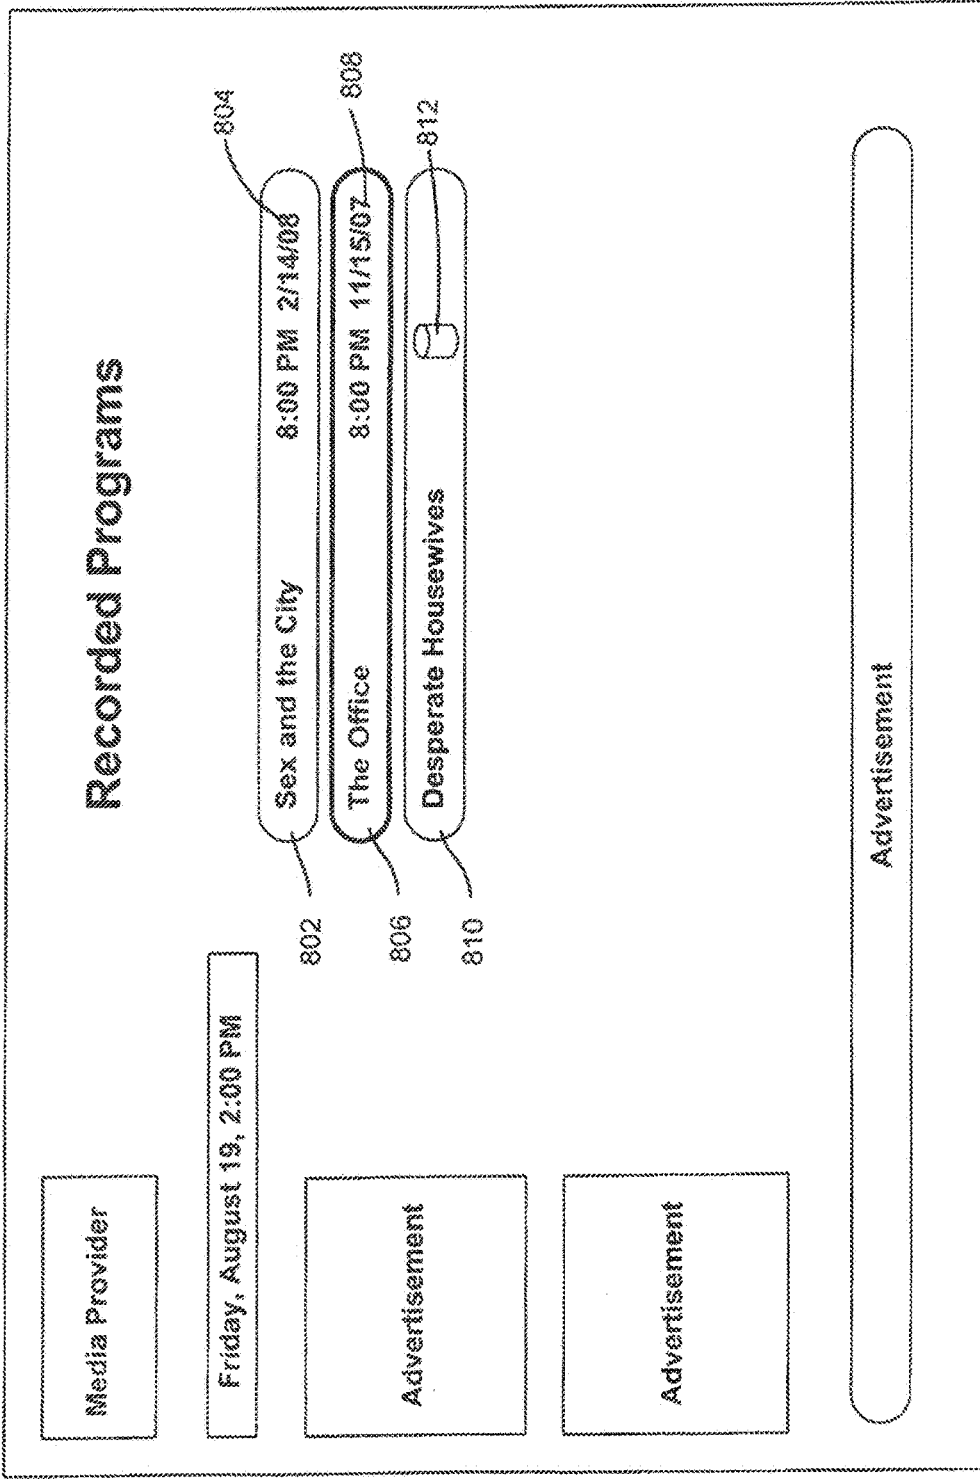 Media Provider
Recorded Programs
Friday, August 19, 2:00 PM
804
Sex and the City 8:00 PM 2/14/08
802
808
The Office 8:00 PM 11/15/07
806
812
Desperate Housewives
810
Advertisement
Advertisement
Advertisement